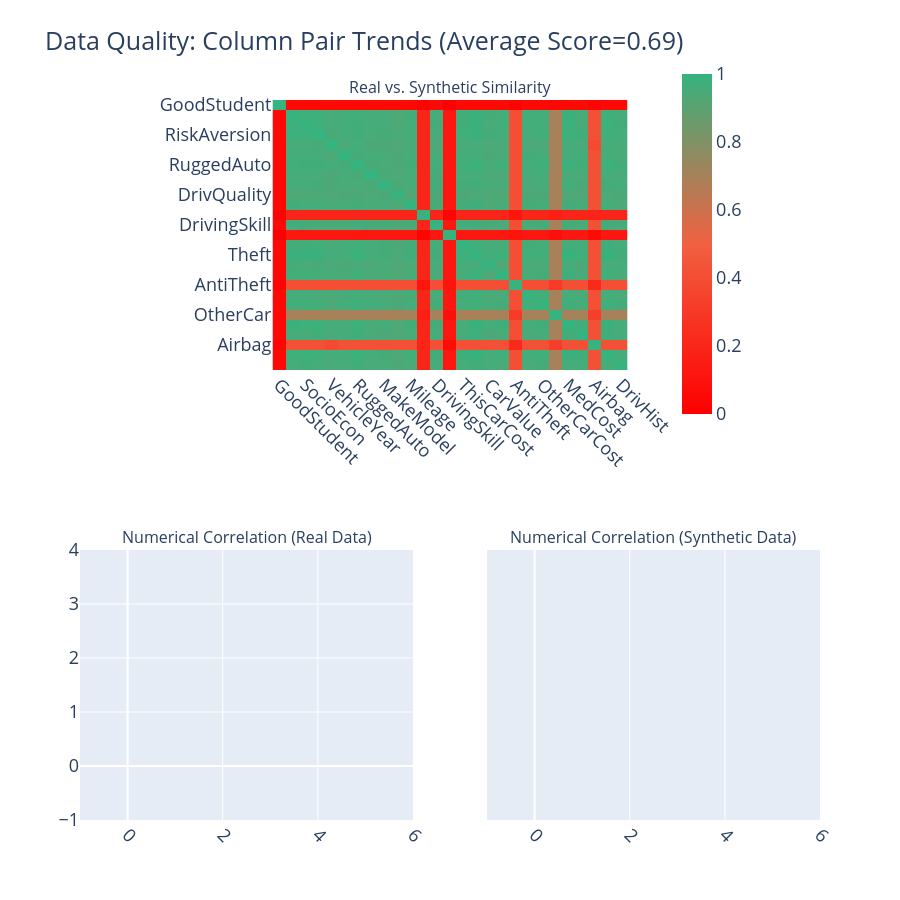 Data Quality: Column Pair Trends (Average Score=0.69)
Real vs. Synthetic Similarity
GoodStudent
RiskAversion
RuggedAuto
DrivQuality
DrivingSkill
Theft
AntiTheft
OtherCar
Airbag
GoodStudent
SocioEcon
VehicleYear
RuggedAuto
MakeModel
Mileage
DrivingSkill
ThisCarCost
CarValue
AntiTheft
OtherCarCost
MedCost
Airbag
DrivHist
1
0.8
0.6
0.4
0.2
0
Numerical Correlation (Real Data)
4
3
2
1
0
−1
0
2
4
6
Numerical Correlation (Synthetic Data)
0
2
4
6